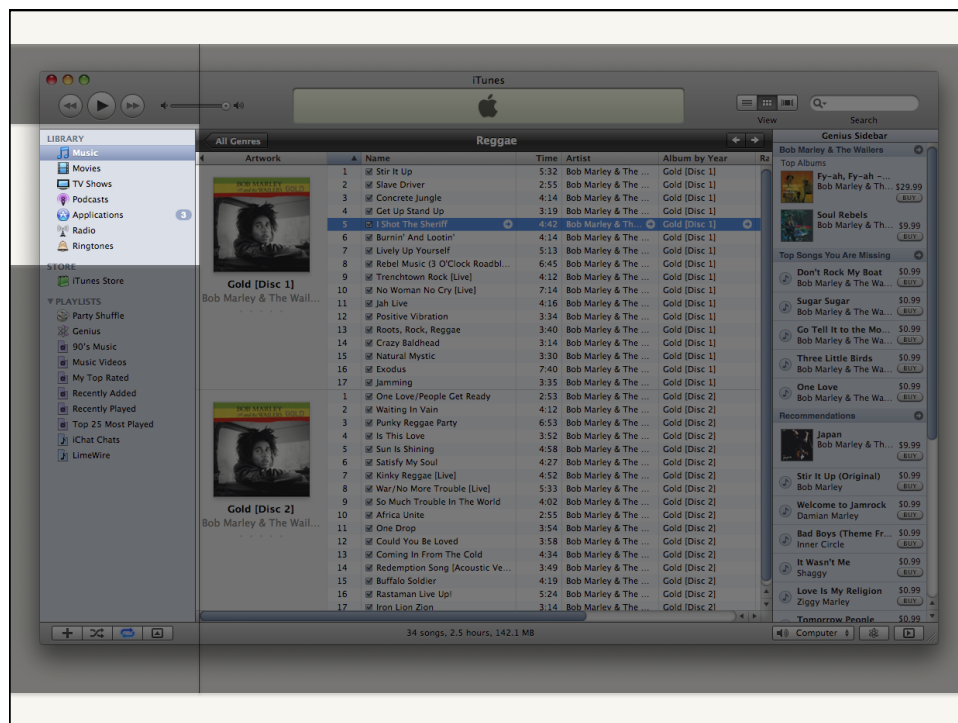 iTunes
View
Search
LIBRARY
Music
Movies
TV Shows
Podcasts
Applications 3
Radio
Ringtones
STORE
iTunes Store
PLAYLISTS
Party Shuffle
Genius
90's Music
Music Videos
My Top Rated
Recently Added
Recently Played
Top 25 Most Played
iChat Chats
LimeWire
All Genres
Reggae
Artwork Name Time Artist Album by Year Ra
BOB MARLEY
Gold [Disc 1]
Bob Marley & The Wail...
1 Stir It Up 5:32 Bob Marley & The ... Gold [Disc 1]
2 Slave Driver 2:55 Bob Marley & The ... Gold [Disc 1]
3 Concrete Jungle 4:14 Bob Marley & The ... Gold [Disc 1]
4 Get Up Stand Up 3:19 Bob Marley & The ... Gold [Disc 1]
5 I Shot The Sheriff 4:42 Bob Marley & Th... Gold [Disc 1]
6 Burnin' And Lootin' 4:14 Bob Marley & The ... Gold [Disc 1]
7 Lively Up Yourself 5:13 Bob Marley & The ... Gold [Disc 1]
8 Rebel Music (3 O'Clock Roadbl... 6:45 Bob Marley & The ... Gold [Disc 1]
9 Trenchtown Rock [Live] 4:12 Bob Marley & The ... Gold [Disc 1]
10 No Woman No Cry [Live] 7:14 Bob Marley & The ... Gold [Disc 1]
11 Jah Live 4:16 Bob Marley & The ... Gold [Disc 1]
12 Positive Vibration 3:34 Bob Marley & The ... Gold [Disc 1]
13 Roots, Rock, Reggae 3:40 Bob Marley & The ... Gold [Disc 1]
14 Crazy Baldhead 3:14 Bob Marley & The ... Gold [Disc 1]
15 Natural Mystic 3:30 Bob Marley & The ... Gold [Disc 1]
16 Exodus 7:40 Bob Marley & The ... Gold [Disc 1]
17 Jamming 3:35 Bob Marley & The ... Gold [Disc 1]
BOB MARLEY
Gold [Disc 2]
Bob Marley & The Wail...
1 One Love/People Get Ready 2:53 Bob Marley & The ... Gold [Disc 2]
2 Waiting In Vain 4:12 Bob Marley & The ... Gold [Disc 2]
3 Punky Reggae Party 6:53 Bob Marley & The ... Gold [Disc 2]
4 Is This Love 3:52 Bob Marley & The ... Gold [Disc 2]
5 Sun Is Shining 4:58 Bob Marley & The ... Gold [Disc 2]
6 Satisfy My Soul 4:27 Bob Marley & The ... Gold [Disc 2]
7 Kinky Reggae [Live] 4:52 Bob Marley & The ... Gold [Disc 2]
8 War/No More Trouble [Live] 5:33 Bob Marley & The ... Gold [Disc 2]
9 So Much Trouble In The World 4:02 Bob Marley & The ... Gold [Disc 2]
10 Africa Unite 2:55 Bob Marley & The ... Gold [Disc 2]
11 One Drop 3:54 Bob Marley & The ... Gold [Disc 2]
12 Could You Be Loved 3:58 Bob Marley & The ... Gold [Disc 2]
13 Coming In From The Cold 4:34 Bob Marley & The ... Gold [Disc 2]
14 Redemption Song [Acoustic Ve... 3:49 Bob Marley & The ... Gold [Disc 2]
15 Buffalo Soldier 4:19 Bob Marley & The ... Gold [Disc 2]
16 Rastaman Live Up! 5:24 Bob Marley & The ... Gold [Disc 2]
17 Iron Lion Zion 3:14 Bob Marley & The ... Gold [Disc 2]
Genius Sidebar
Bob Marley & The Wailers
Top Albums
Fy-ah, Fy-ah -...
Bob Marley & Th... $29.99
BUY
Soul Rebels
Bob Marley & Th... $9.99
BUY
Top Songs You Are Missing
Don't Rock My Boat $0.99
Bob Marley & The Wa... BUY
Sugar Sugar $0.99
Bob Marley & The Wa... BUY
Go Tell It to the Mo... $0.99
Bob Marley & The Wa... BUY
Three Little Birds $0.99
Bob Marley & The Wa... BUY
One Love $0.99
Bob Marley & The Wa... BUY
Recommendations
Japan
Bob Marley & Th... $9.99
BUY
Stir It Up (Original) $0.99
Bob Marley BUY
Welcome to Jamrock $0.99
Damian Marley BUY
Bad Boys (Theme Fr... $0.99
Inner Circle BUY
It Wasn't Me $0.99
Shaggy BUY
Love Is My Religion $0.99
Ziggy Marley BUY
Tomorrow People $0.99
34 songs, 2.5 hours, 142.1 MB
Computer